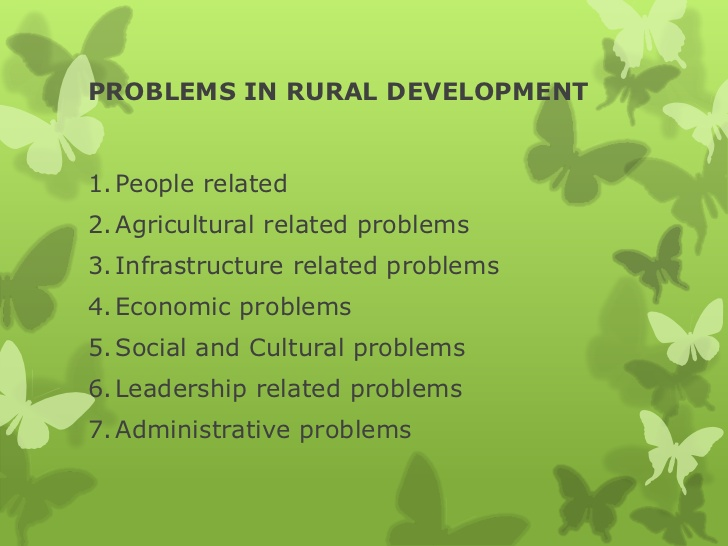 PROBLEMS IN RURAL DEVELOPMENT
1. People related
2. Agricultural related problems
3. Infrastructure related problems
4. Economic problems
5. Social and Cultural problems
6. Leadership related problems
7. Administrative problems